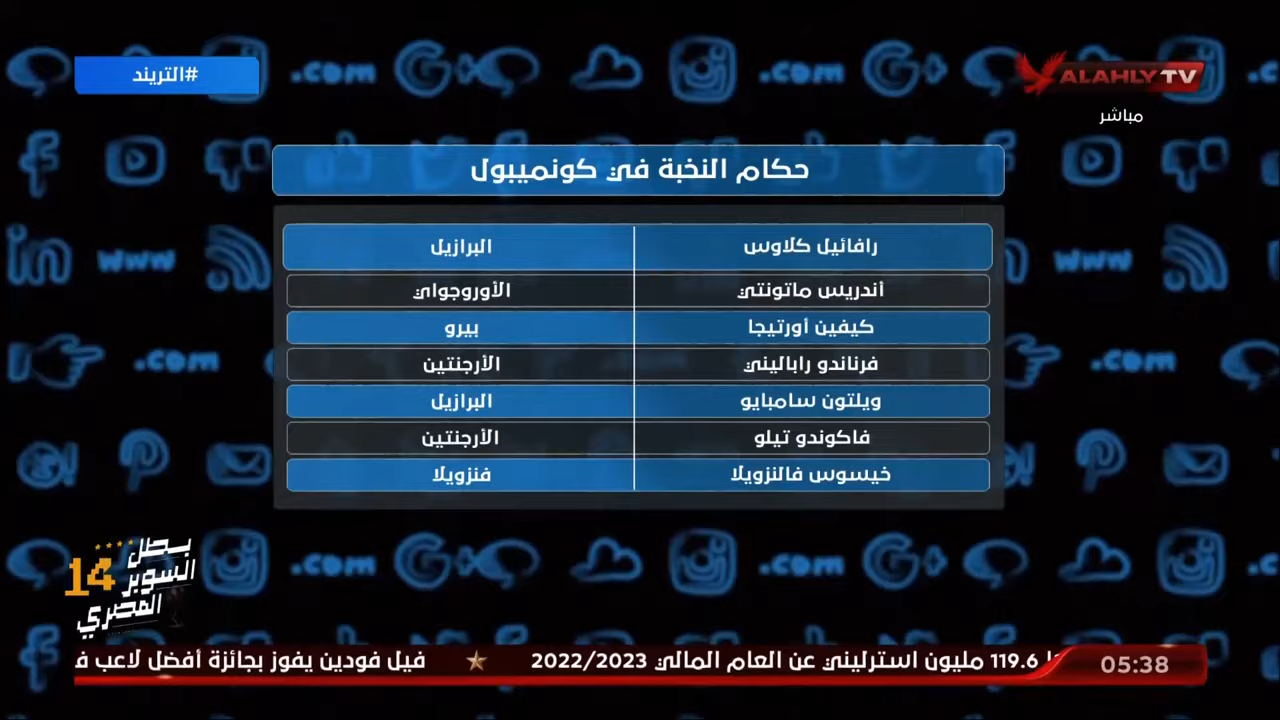 #التريند
ALAHLY TV
مباشر
حكام النخبة في كونميبول
رافائيل كلاوس البرازيل
أندريس ماتونتي الأوروجواي
كيفين أورتيجا بيرو
فرناندو راباليني الأرجنتين
ويلتون سامبايو البرازيل
فاكوندو تيلو الأرجنتين
خيسوس فالنزويلا فنزويلا
بطل
السوبر 14
المصري
119.6 مليون استرليني عن العام المالي 2022/2023 ★ فيل فودين يفوز بجائزة أفضل لاعب
05:38